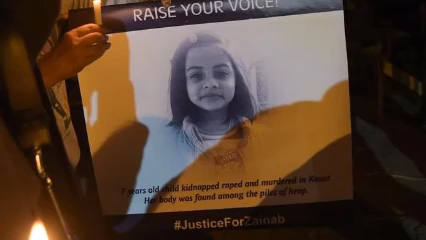 RAISE YOUR VOICE!
7 years old child kidnapped raped and murdered in Kasur.
Her body was found among the piles of heap.
#JusticeForZainab